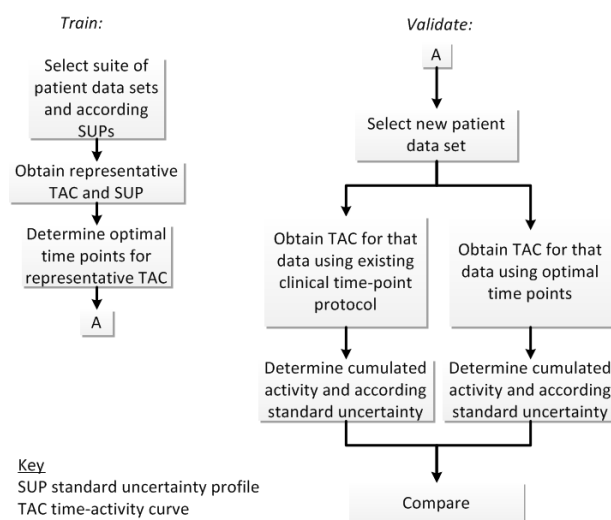 Train:
Select suite of
patient data sets
and according
SUPs
Obtain representative
TAC and SUP
Determine optimal
time points for
representative TAC
A
Validate:
A
Select new patient
data set
Obtain TAC for that
data using existing
clinical time-point
protocol
Obtain TAC for that
data using optimal
time points
Determine cumulated
activity and according
standard uncertainty
Determine cumulated
activity and according
standard uncertainty
Compare
Key
SUP standard uncertainty profile
TAC time-activity curve